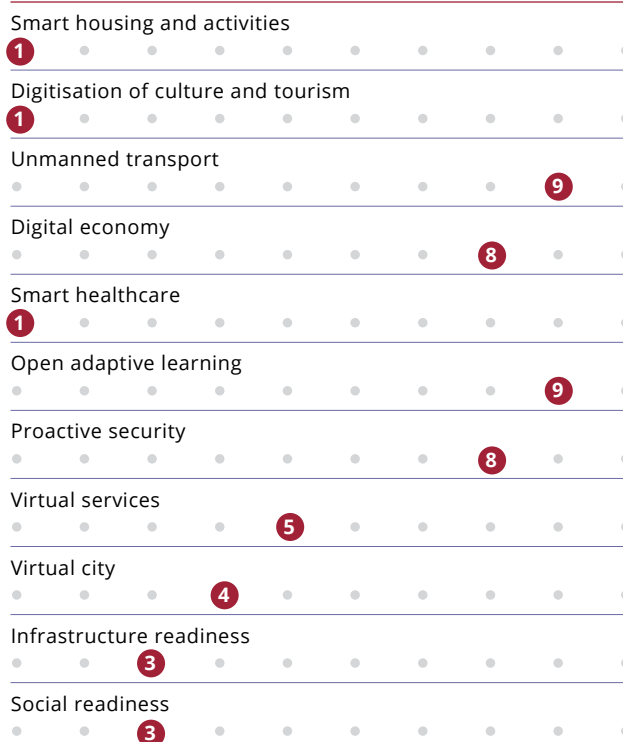 Smart housing and activities
1
Digitisation of culture and tourism
1
Unmanned transport
9
Digital economy
8
Smart healthcare
1
Open adaptive learning
9
Proactive security
8
Virtual services
5
Virtual city
4
Infrastructure readiness
3
Social readiness
3